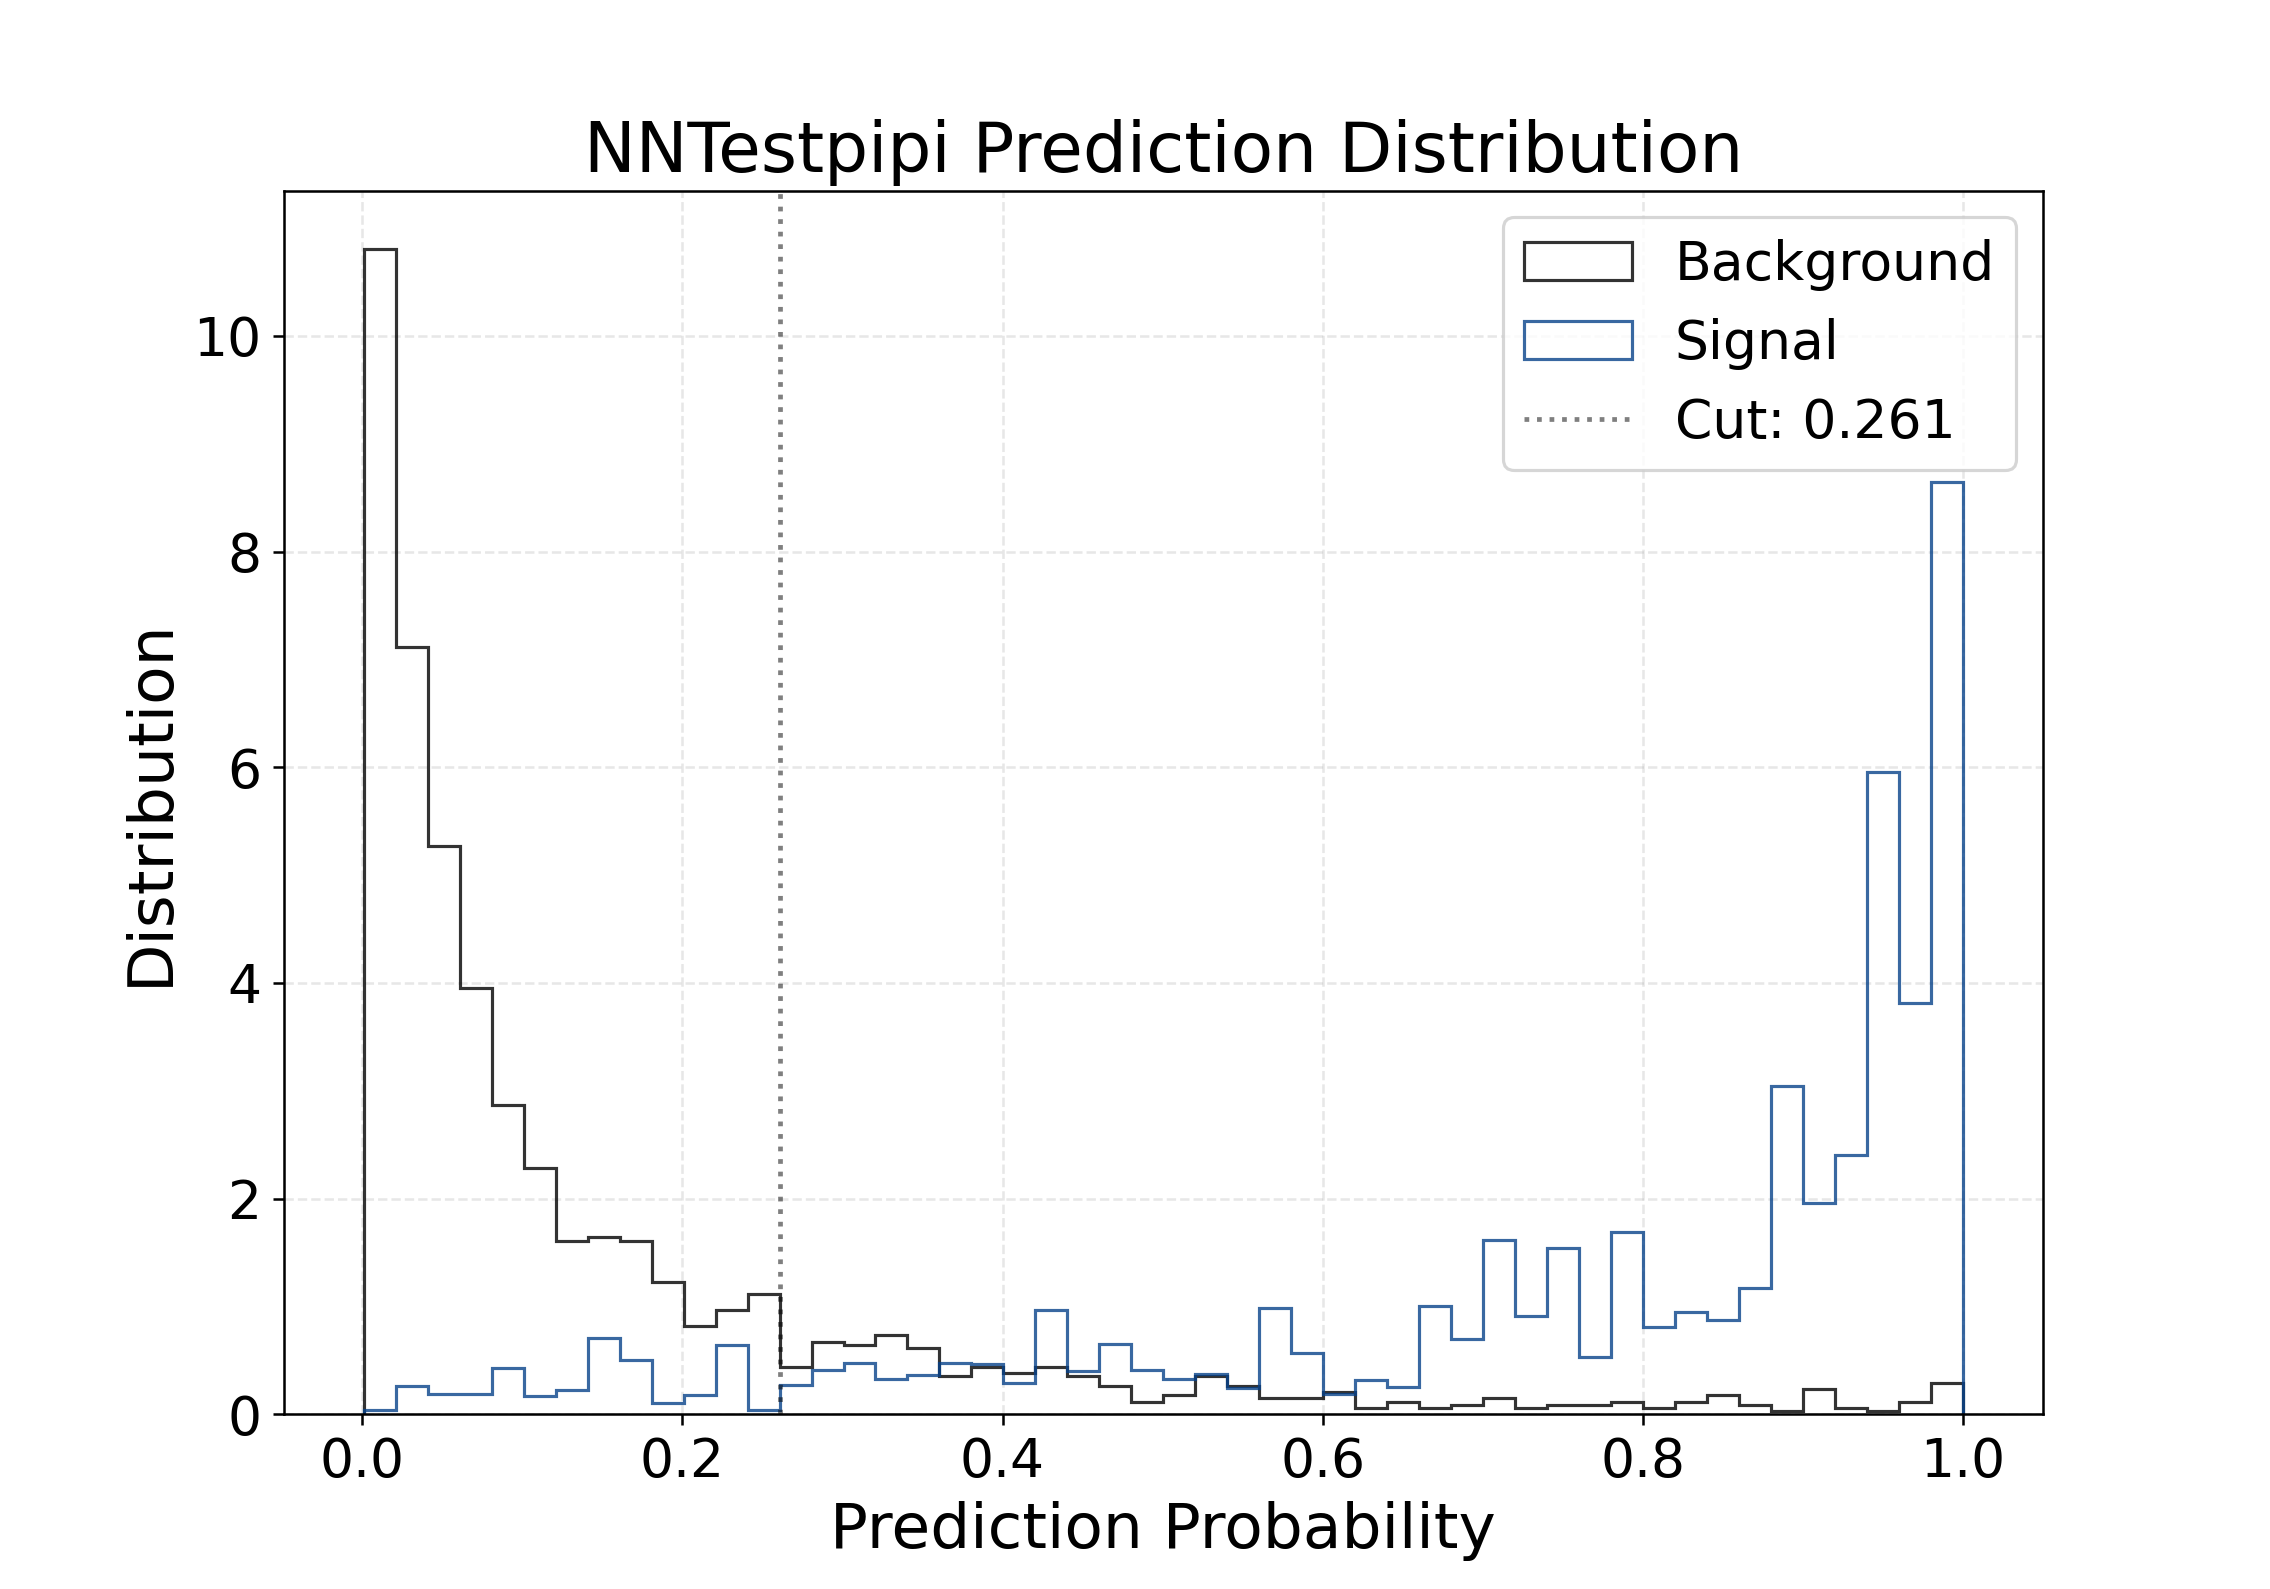 NNTestpipi Prediction Distribution
Background
Signal
Cut: 0.261
Distribution
10
8
6
4
2
0
0.0 0.2 0.4 0.6 0.8 1.0
Prediction Probability